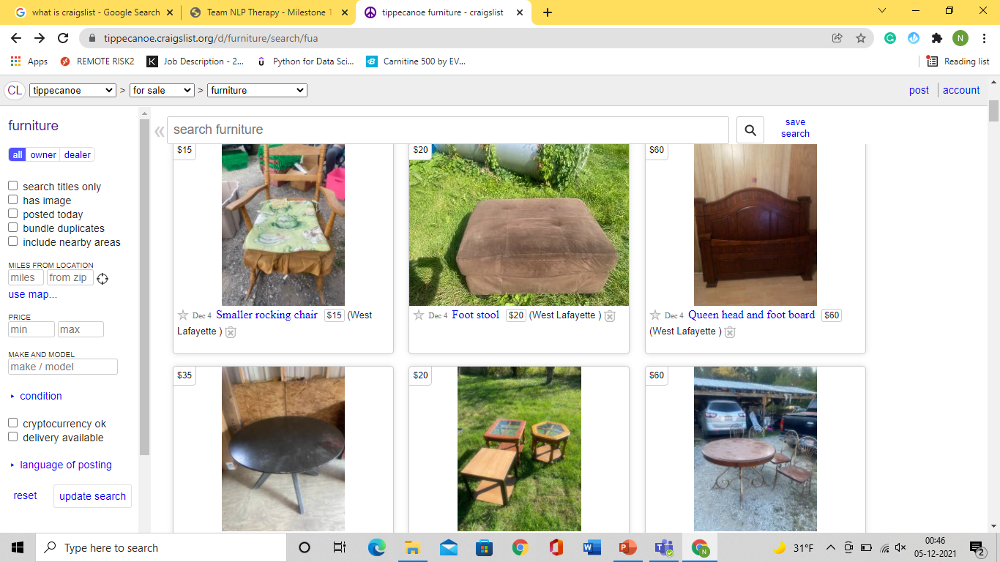 what is craigslist - Google Search
Team NLP Therapy - Milestone 1
tippecanoe furniture - craigslist
tippecanoe.craigslist.org/d/furniture/search/fua
N
Apps
REMOTE RISK2
K
Job Description - 2...
Python for Data Sci...
Carnitine 500 by EV...
Reading list
CL
tippecanoe
>
for sale
>
furniture
post
account
furniture
all
owner
dealer
search titles only
has image
posted today
bundle duplicates
include nearby areas
MILES FROM LOCATION
miles
from zip
use map...
PRICE
min
max
MAKE AND MODEL
make / model
condition
cryptocurrency ok
delivery available
language of posting
reset
update search
search furniture
save
search
$15
Dec 4 Smaller rocking chair $15 (West
Lafayette )
$20
Dec 4 Foot stool $20 (West Lafayette )
$60
Dec 4 Queen head and foot board $60
(West Lafayette )
$35
$20
$60
Type here to search
31°F
00:46
05-12-2021
2